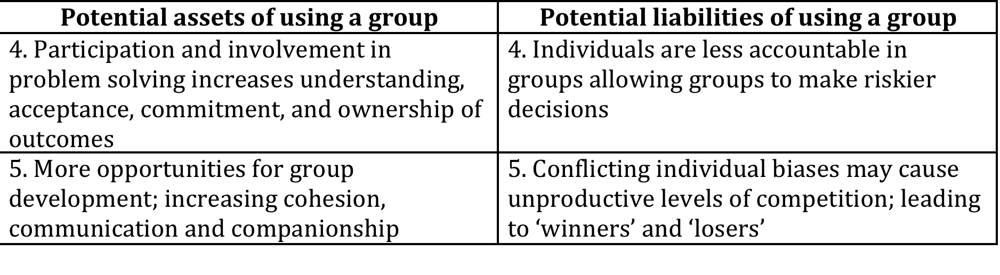 Potential assets of using a group
Potential liabilities of using a group
4. Participation and involvement in
problem solving increases understanding,
acceptance, commitment, and ownership of
outcomes
4. Individuals are less accountable in
groups allowing groups to make riskier
decisions
5. More opportunities for group
development; increasing cohesion,
communication and companionship
5. Conflicting individual biases may cause
unproductive levels of competition; leading
to ‘winners’ and ‘losers’